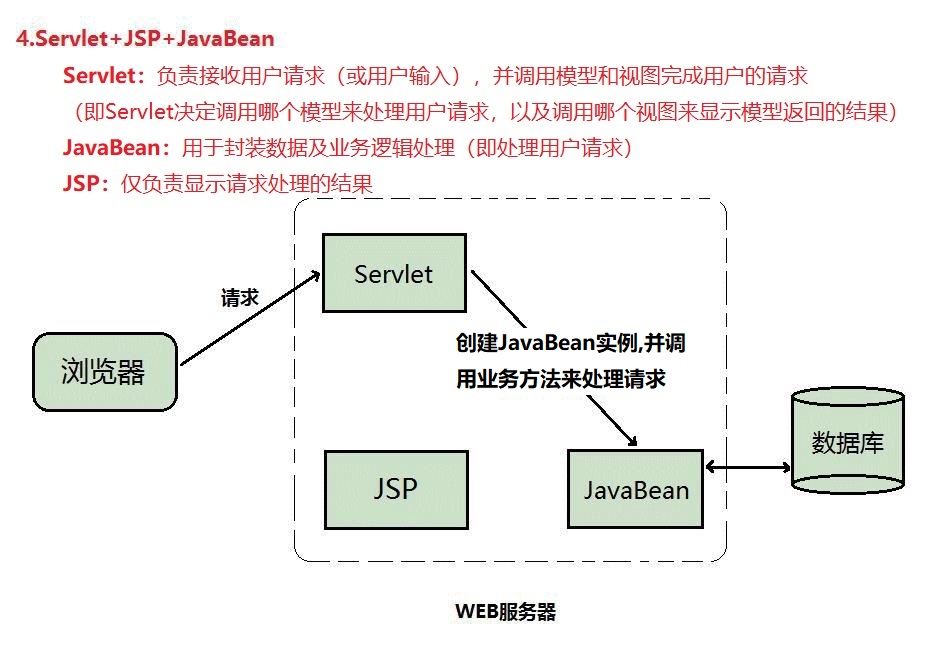 4.Servlet+JSP+JavaBean
Servlet：负责接收用户请求（或用户输入），并调用模型和视图完成用户的请求
（即Servlet决定调用哪个模型来处理用户请求，以及调用哪个视图来显示模型返回的结果）
JavaBean：用于封装数据及业务逻辑处理（即处理用户请求）
JSP：仅负责显示请求处理的结果
Servlet
请求
创建JavaBean实例,并调
用业务方法来处理请求
浏览器
数据库
JSP
JavaBean
WEB服务器